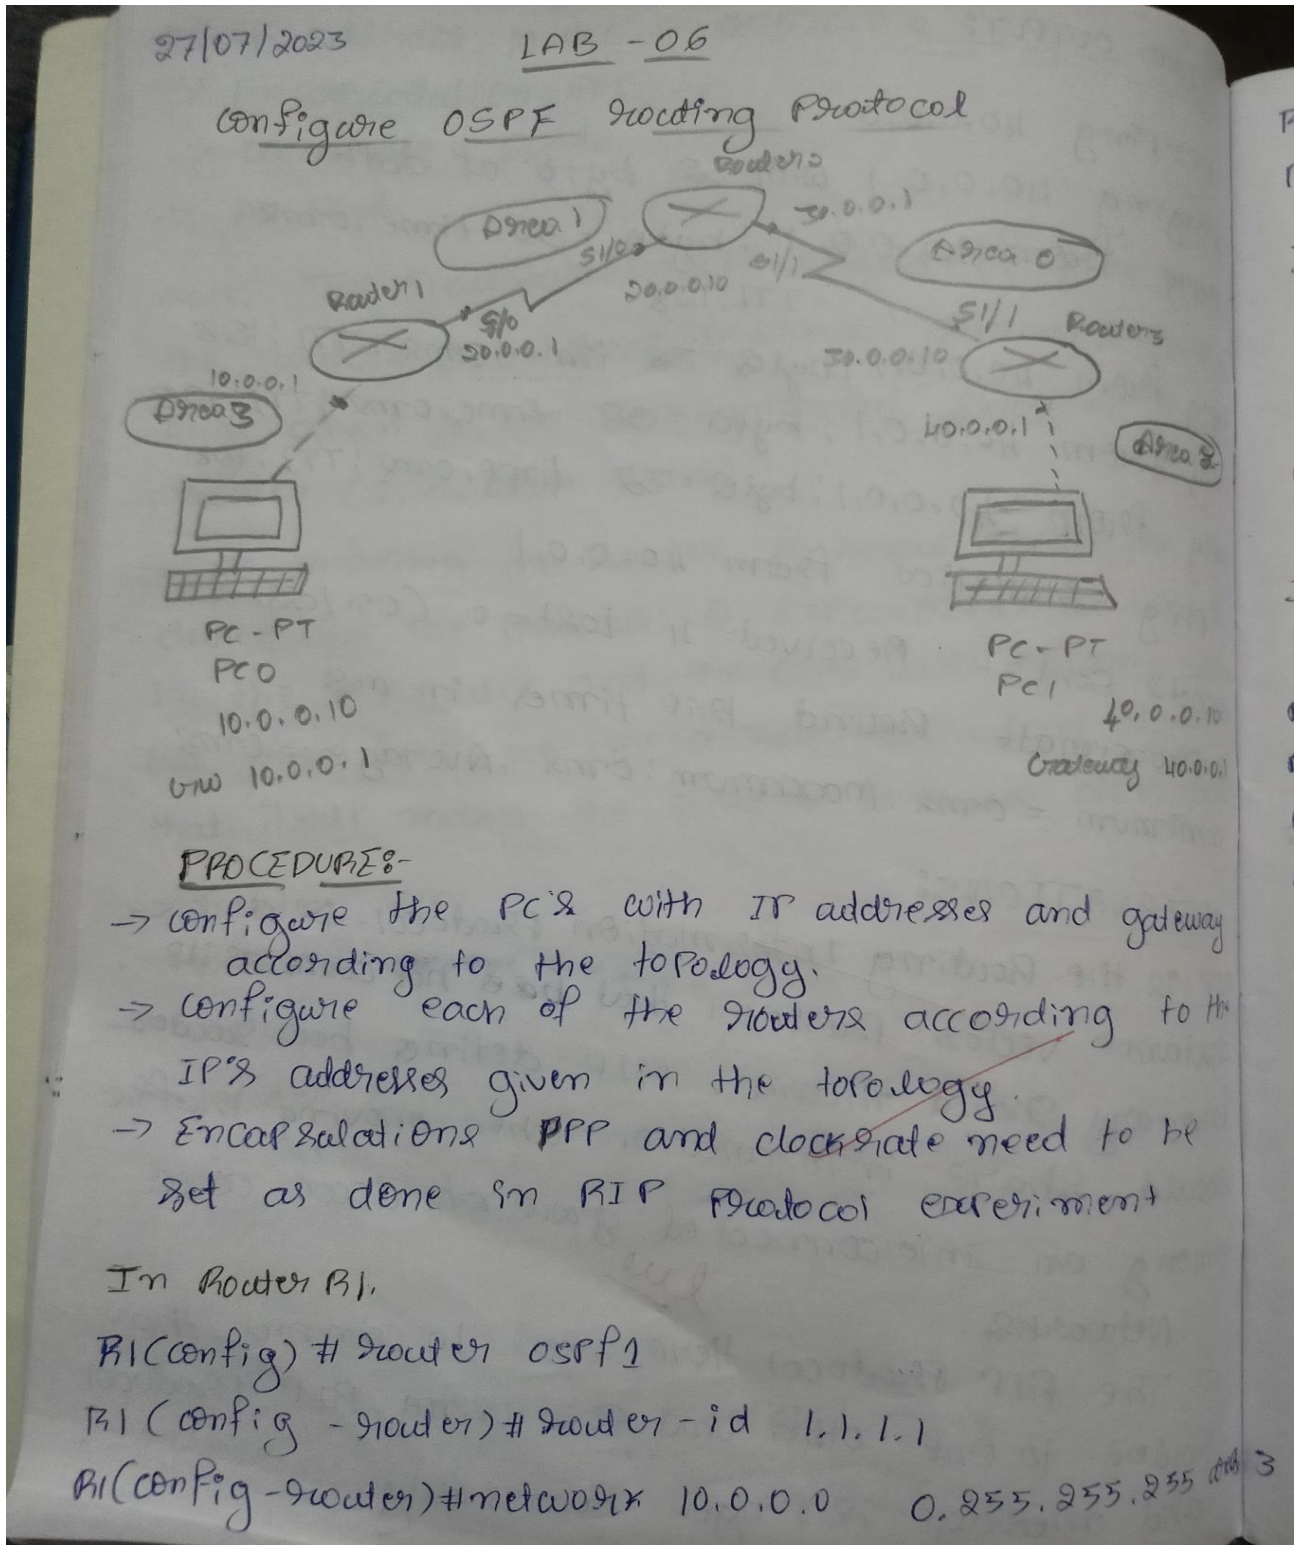 27/07/2023
LAB - 06
configure OSPF routing Protocol
Router2
Area 1
30.0.0.1
Area 0
S1/0
S1/1
20.0.0.10
Router1
S1/1
Router3
20.0.0.1
30.0.0.10
10.0.0.1
Area 3
40.0.0.1
Area 2
PC-PT
PC0
10.0.0.10
GW 10.0.0.1
PC-PT
PC1
40.0.0.10
Gateway 40.0.0.1
PROCEDURE:-
→ configure the PC's with IP addresses and gateway
according to the topology.
→ configure each of the routers according to the
IP's addresses given in the topology.
→ Encapsulations PPP and clock rate need to be
set as done in RIP Protocol experiment
In Router R1.
R1(config) # router ospf 1
R1(config-router)# router-id 1.1.1.1
R1(config-router)#network 10.0.0.0 0.255.255.255 area 3